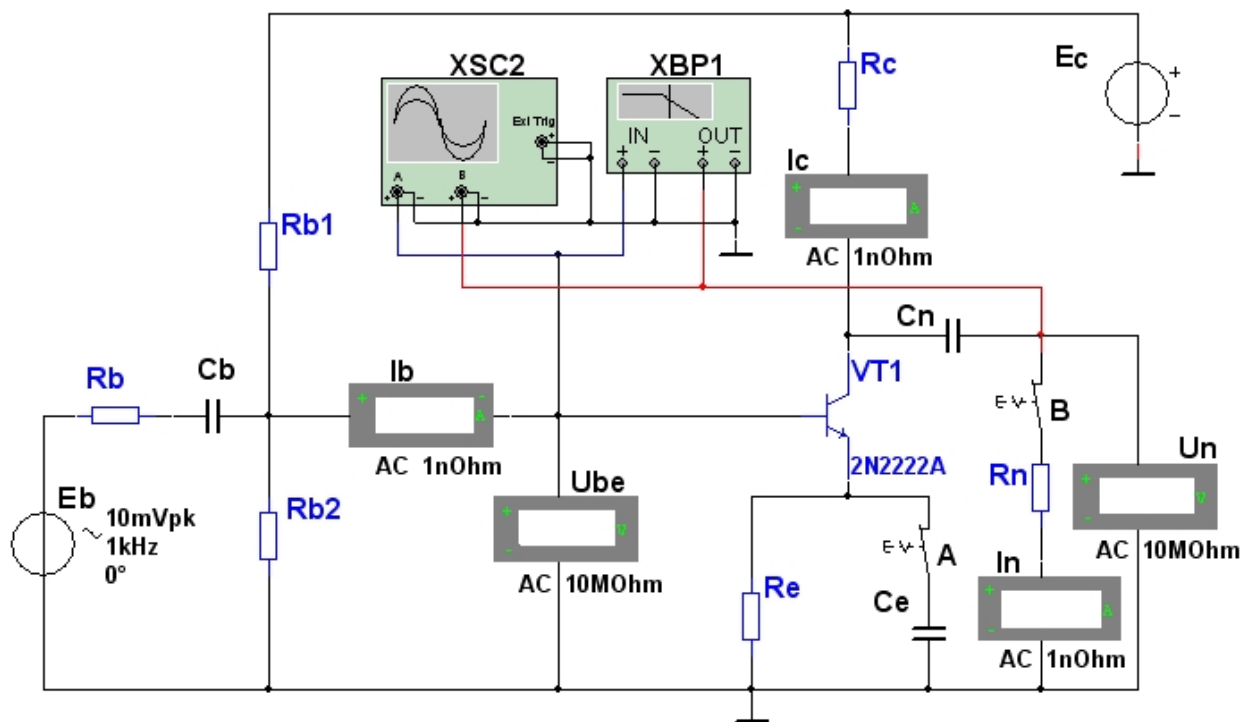 XSC2
XBP1
Rc
Ec
+
−
Ext Trig
+
−
A
B
+
−
+
−
IN
OUT
+
−
+
−
Ic
+
−
A
AC 1nOhm
Rb1
Cn
VT1
2N2222A
Rb
Cb
Ib
+
−
A
AC 1nOhm
E-v
B
Un
+
−
V
AC 10MOhm
Rn
Eb
~
10mVpk
1kHz
0°
Rb2
Ube
+
−
V
AC 10MOhm
Re
E-v
A
Ce
In
+
−
A
AC 1nOhm